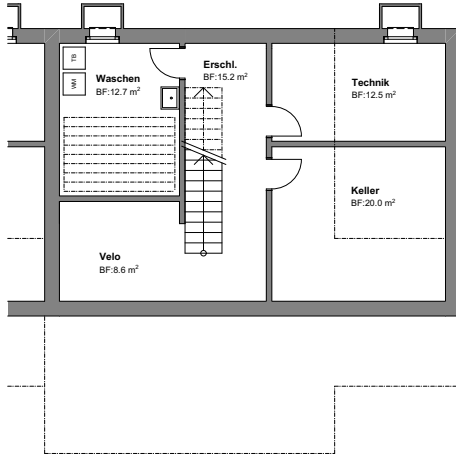 TB
WM
Waschen
BF:12.7 m²
Erschl.
BF:15.2 m²
Technik
BF:12.5 m²
Keller
BF:20.0 m²
Velo
BF:8.6 m²